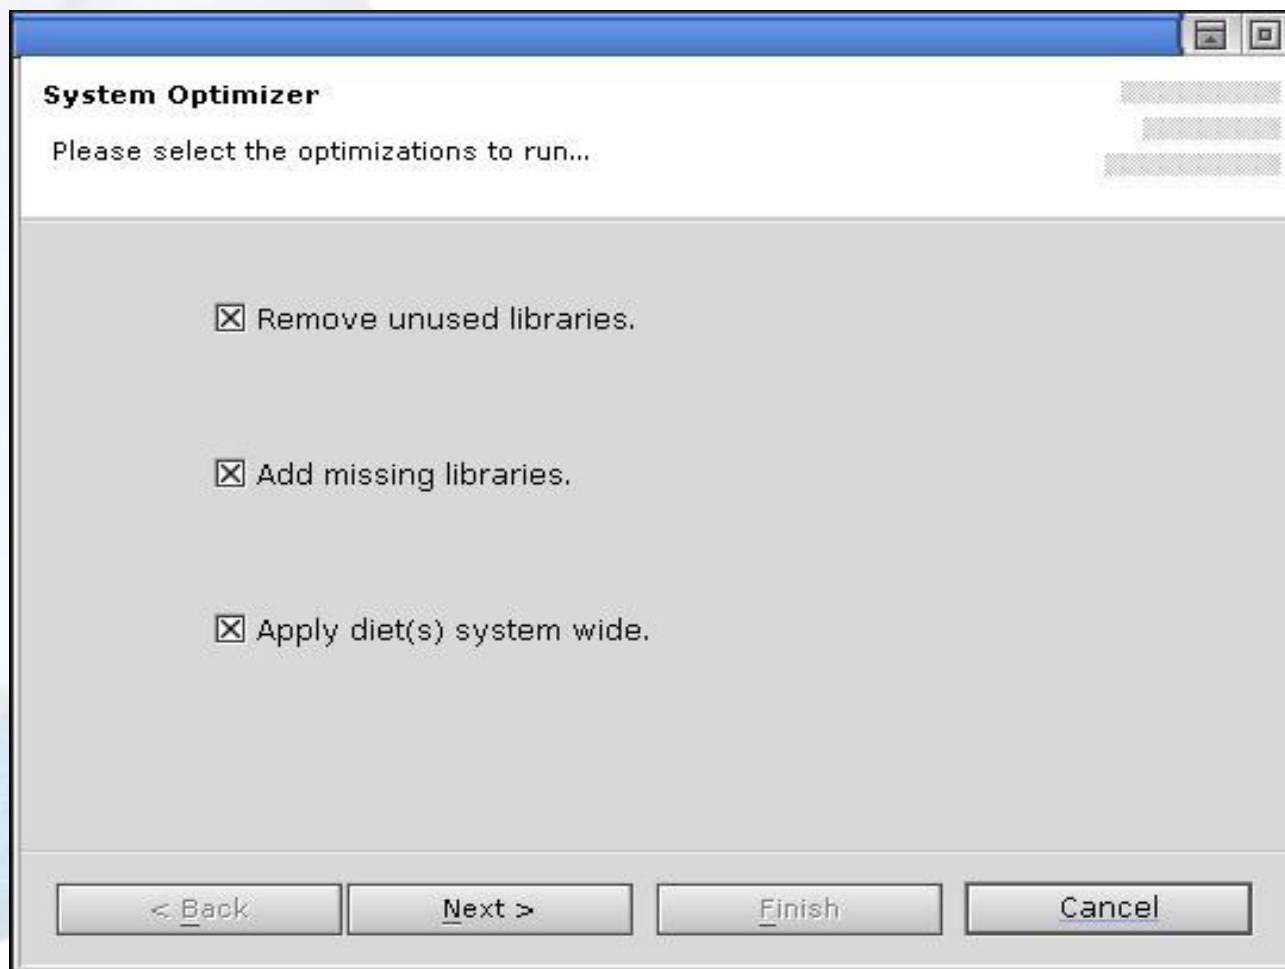 System Optimizer
Please select the optimizations to run...
Remove unused libraries.
Add missing libraries.
Apply diet(s) system wide.
< Back Next > Finish Cancel